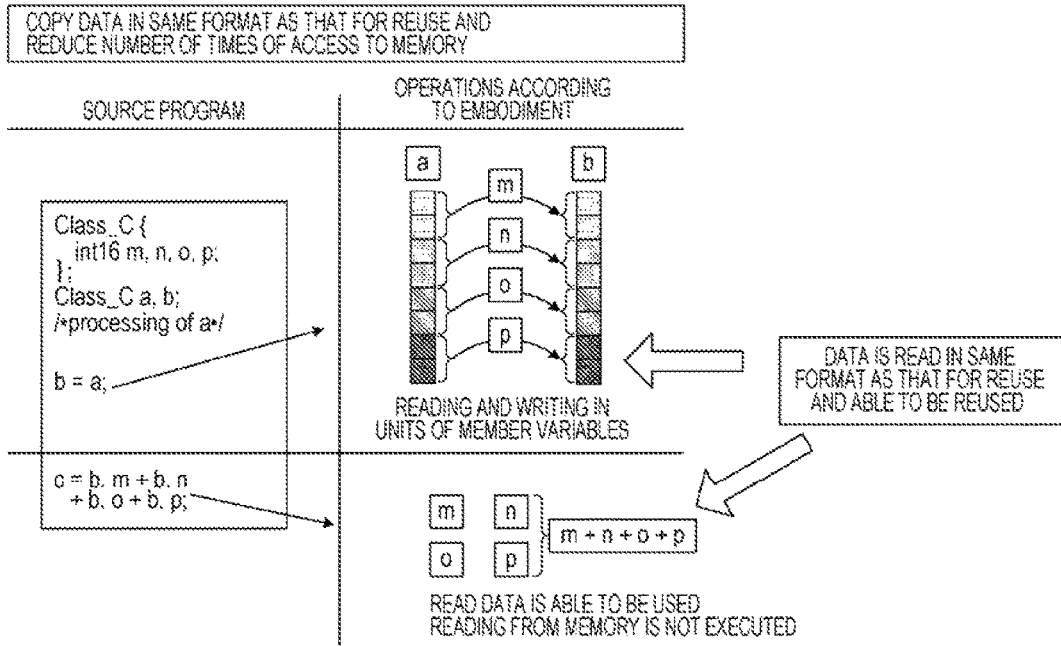 COPY DATA IN SAME FORMAT AS THAT FOR REUSE AND
REDUCE NUMBER OF TIMES OF ACCESS TO MEMORY
SOURCE PROGRAM
OPERATIONS ACCORDING
TO EMBODIMENT
Class_C {
int16 m, n, o, p;
};
Class_C a, b;
/*processing of a*/
b = a;
a
b
m
n
o
p
READING AND WRITING IN
UNITS OF MEMBER VARIABLES
DATA IS READ IN SAME
FORMAT AS THAT FOR REUSE
AND ABLE TO BE REUSED
c = b. m + b. n
+ b. o + b. p;
m n
o p
m + n + o + p
READ DATA IS ABLE TO BE USED
READING FROM MEMORY IS NOT EXECUTED